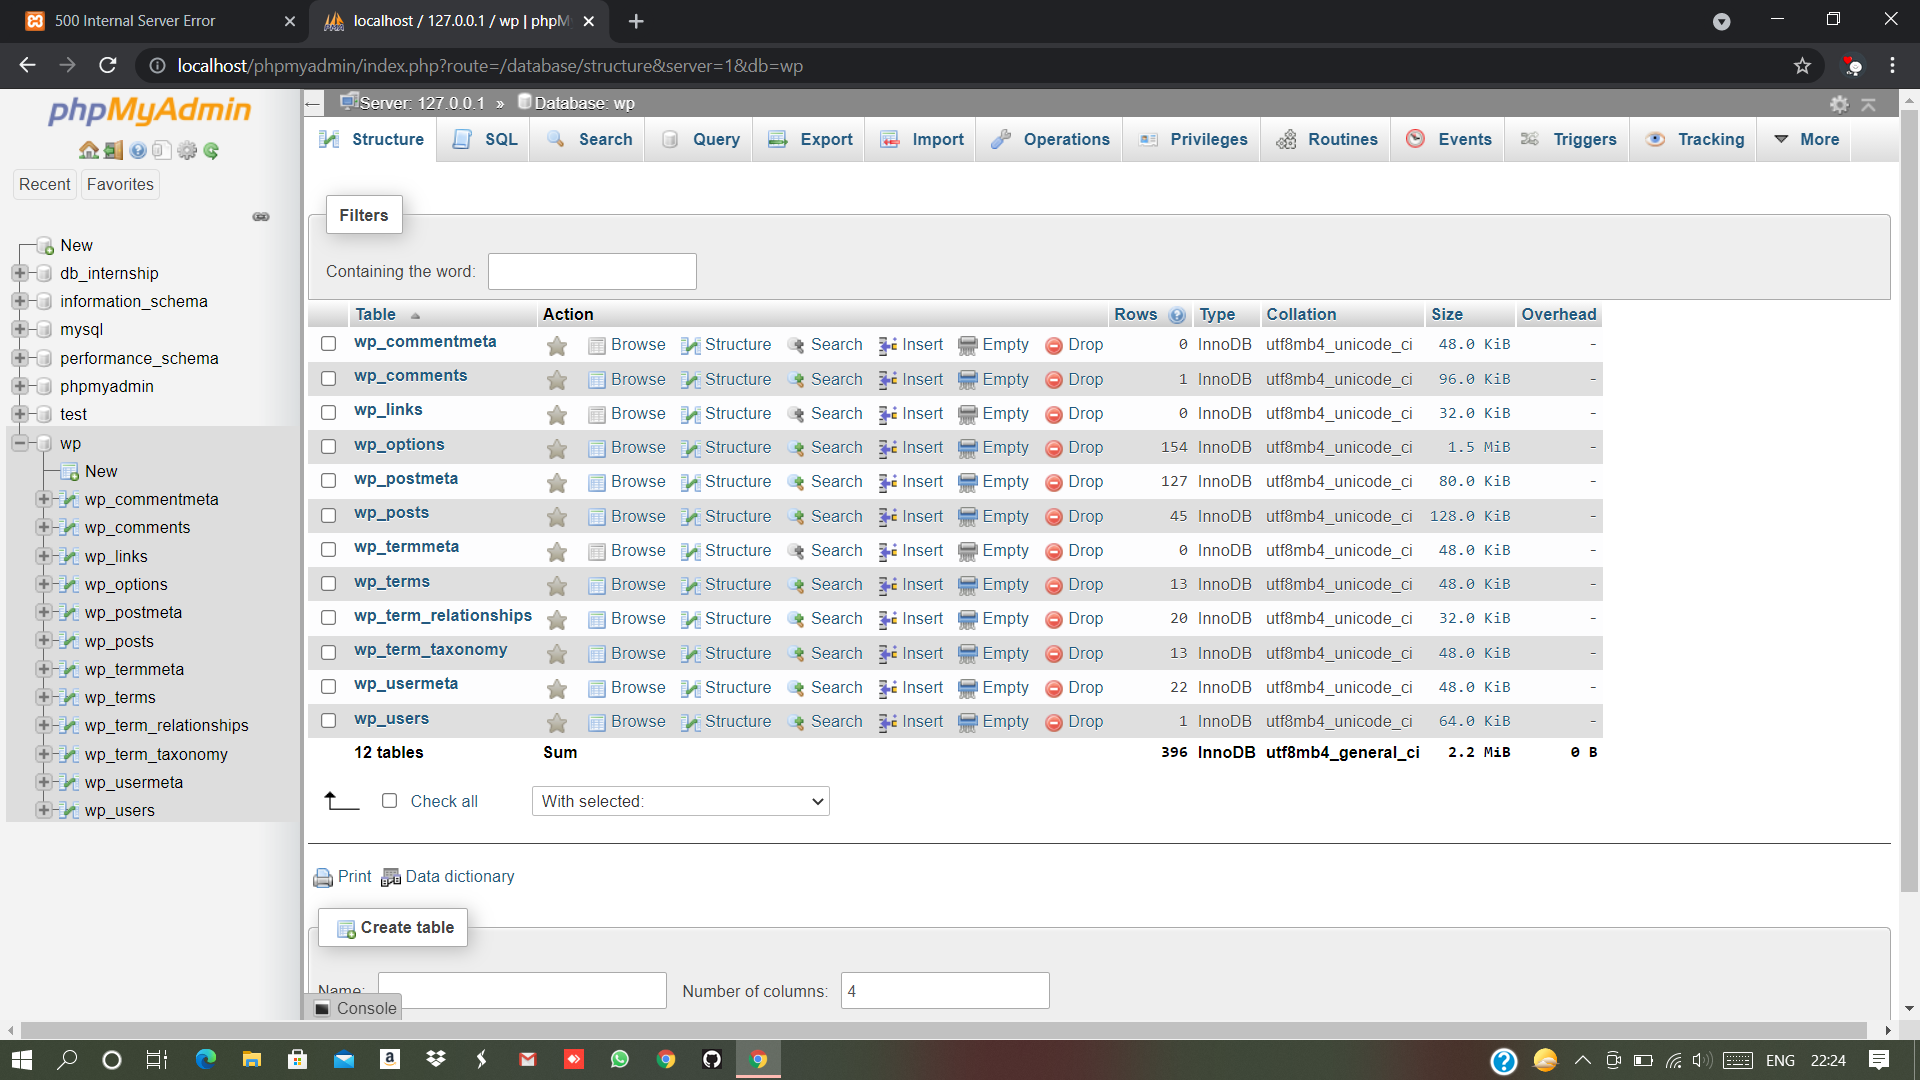 500 Internal Server Error
localhost / 127.0.0.1 / wp | phpM
localhost/phpmyadmin/index.php?route=/database/structure&server=1&db=wp
phpMyAdmin
Recent Favorites
New
db_internship
information_schema
mysql
performance_schema
phpmyadmin
test
wp
New
wp_commentmeta
wp_comments
wp_links
wp_options
wp_postmeta
wp_posts
wp_termmeta
wp_terms
wp_term_relationships
wp_term_taxonomy
wp_usermeta
wp_users
Server: 127.0.0.1 » Database: wp
Structure SQL Search Query Export Import Operations Privileges Routines Events Triggers Tracking More
Filters
Containing the word:
Table Action Rows Type Collation Size Overhead
wp_commentmeta Browse Structure Search Insert Empty Drop 0 InnoDB utf8mb4_unicode_ci 48.0 KiB -
wp_comments Browse Structure Search Insert Empty Drop 1 InnoDB utf8mb4_unicode_ci 96.0 KiB -
wp_links Browse Structure Search Insert Empty Drop 0 InnoDB utf8mb4_unicode_ci 32.0 KiB -
wp_options Browse Structure Search Insert Empty Drop 154 InnoDB utf8mb4_unicode_ci 1.5 MiB -
wp_postmeta Browse Structure Search Insert Empty Drop 127 InnoDB utf8mb4_unicode_ci 80.0 KiB -
wp_posts Browse Structure Search Insert Empty Drop 45 InnoDB utf8mb4_unicode_ci 128.0 KiB -
wp_termmeta Browse Structure Search Insert Empty Drop 0 InnoDB utf8mb4_unicode_ci 48.0 KiB -
wp_terms Browse Structure Search Insert Empty Drop 13 InnoDB utf8mb4_unicode_ci 48.0 KiB -
wp_term_relationships Browse Structure Search Insert Empty Drop 20 InnoDB utf8mb4_unicode_ci 32.0 KiB -
wp_term_taxonomy Browse Structure Search Insert Empty Drop 13 InnoDB utf8mb4_unicode_ci 48.0 KiB -
wp_usermeta Browse Structure Search Insert Empty Drop 22 InnoDB utf8mb4_unicode_ci 48.0 KiB -
wp_users Browse Structure Search Insert Empty Drop 1 InnoDB utf8mb4_unicode_ci 64.0 KiB -
12 tables Sum 396 InnoDB utf8mb4_general_ci 2.2 MiB 0 B
Check all With selected:
Print Data dictionary
Create table
Name: Number of columns: 4
Console
ENG 22:24